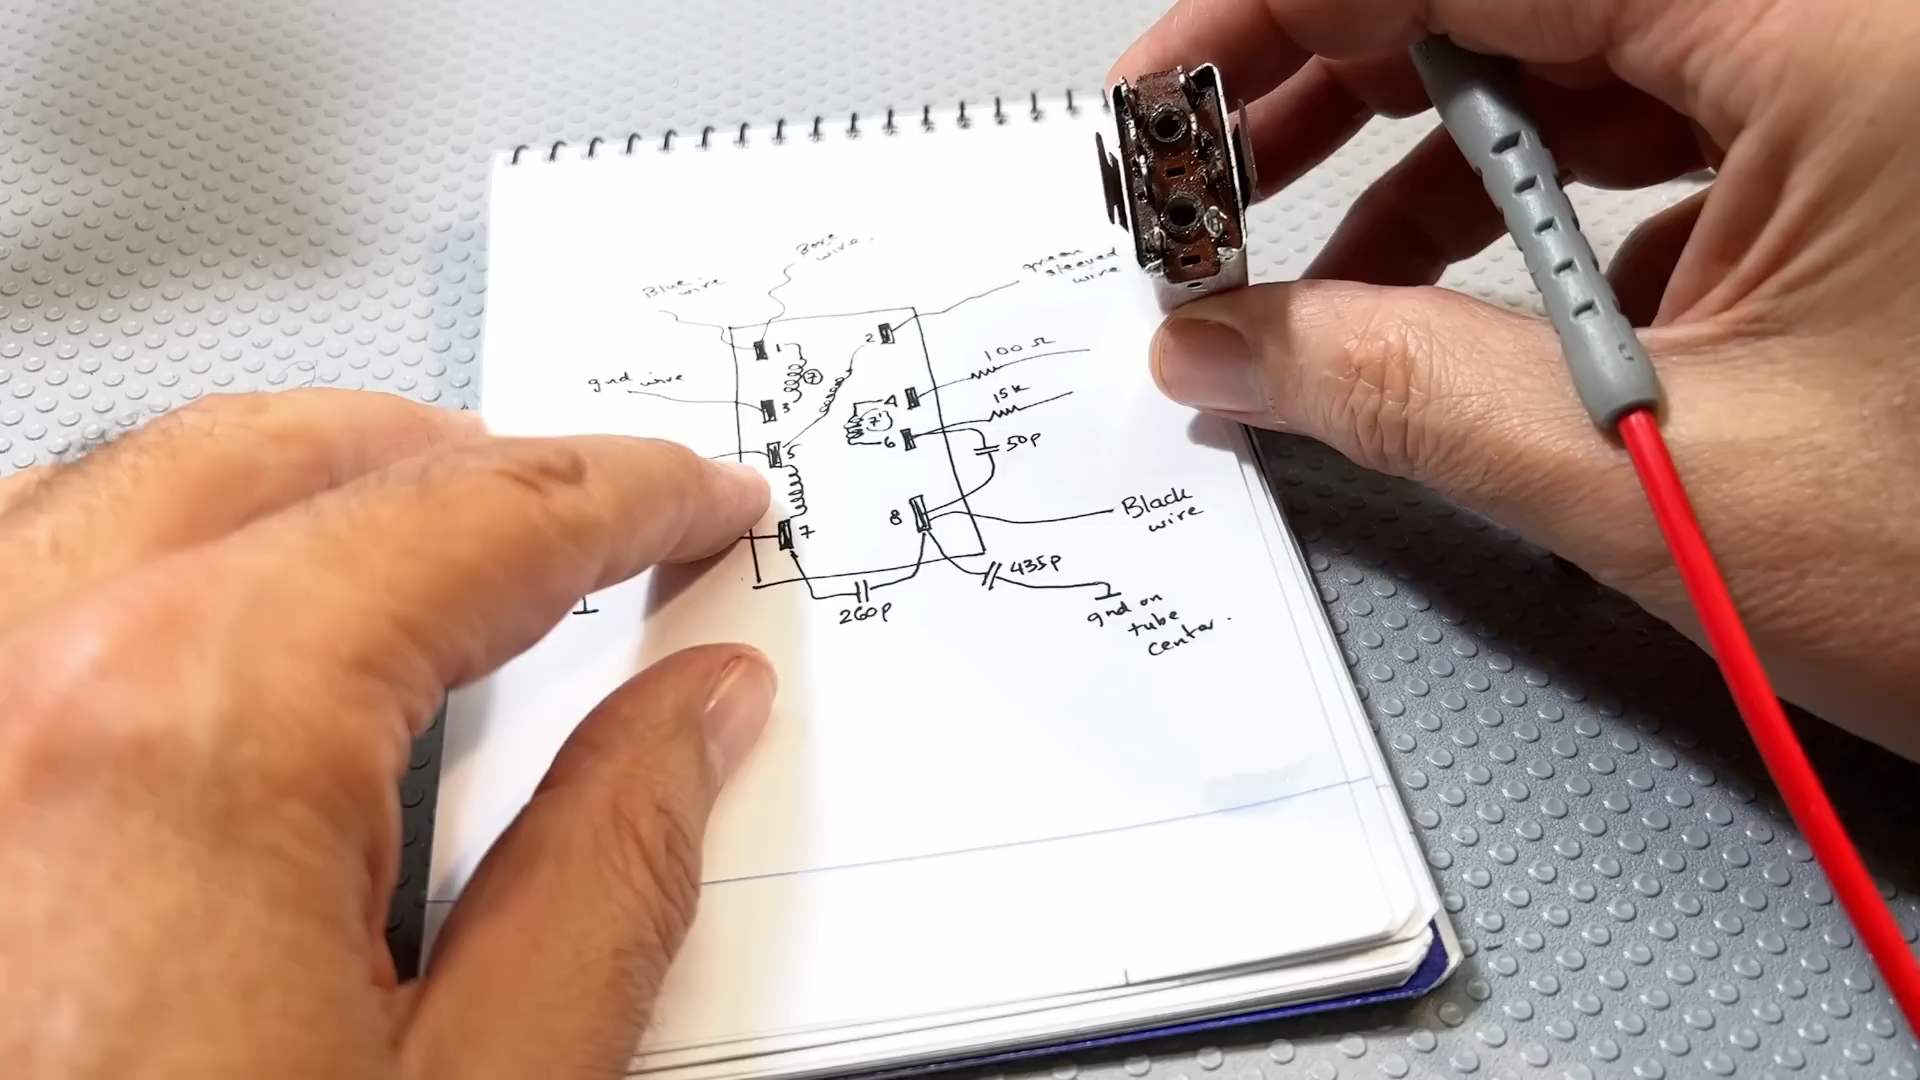 Bare
wire.
Blue
wire
green
sleeved
wire
1
2
100Ω
gnd wire
3
4
15K
5
6
50P
7
8
Black
wire
435P
260P
gnd on
tube
center.